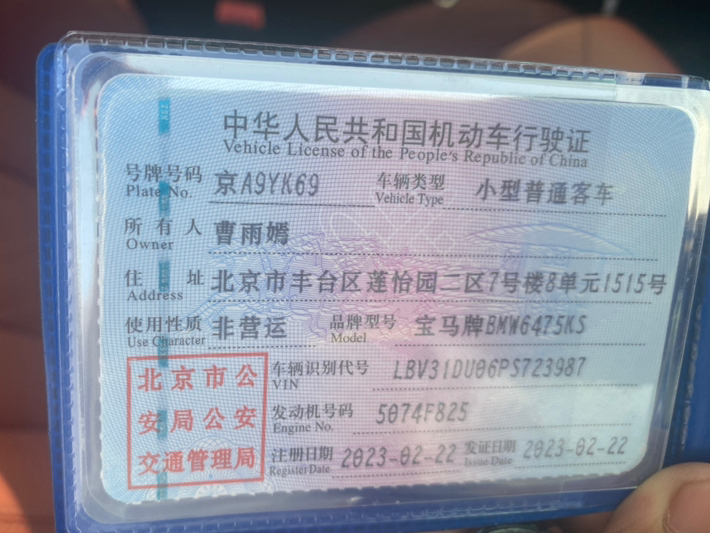 中华人民共和国机动车行驶证
Vehicle License of the People's Republic of China
号牌号码 京A9YK69 车辆类型 小型普通客车
Plate No. Vehicle Type
所有人 曹雨嫣
Owner
住址 北京市丰台区莲怡园二区7号楼8单元1515号
Address
使用性质 非营运 品牌型号 宝马牌BMW6475KS
Use Character Model
北京市公安局公安交通管理局
车辆识别代号 LBV31DU06PS723987
VIN
发动机号码 5074F825
Engine No.
注册日期 2023-02-22 发证日期 2023-02-22
Register Date Issue Date